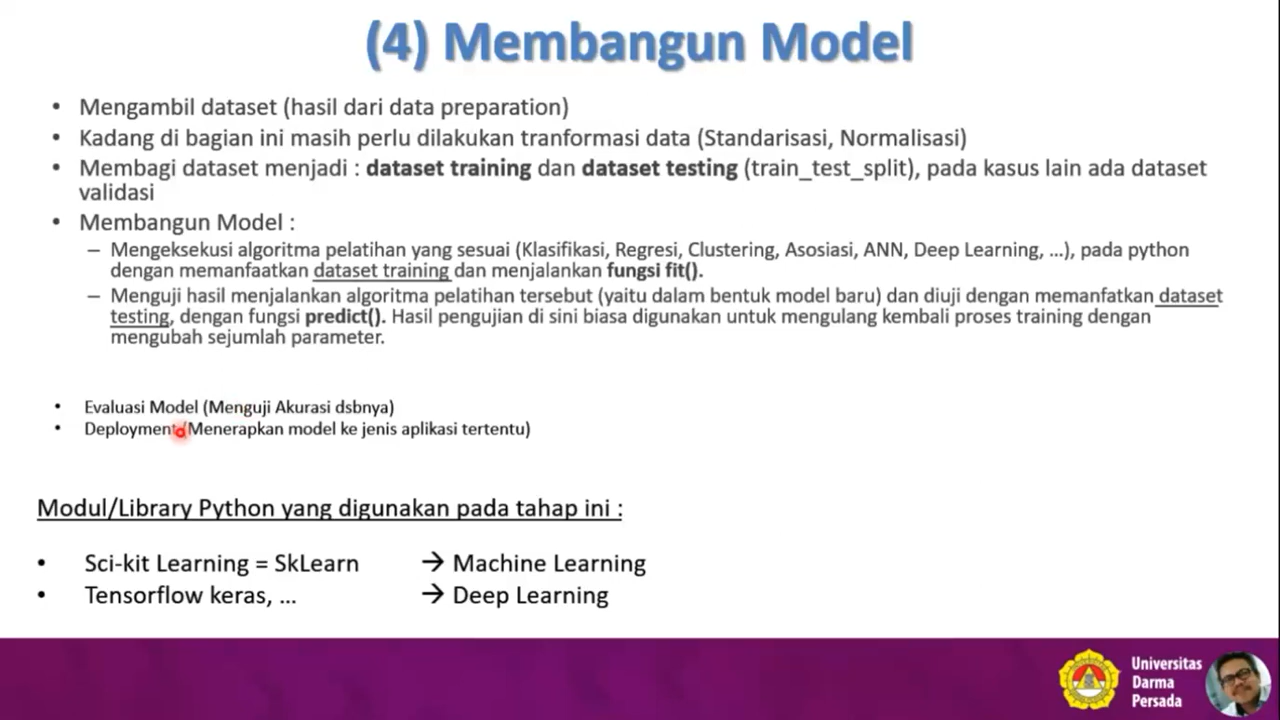 (4) Membangun Model
• Mengambil dataset (hasil dari data preparation)
• Kadang di bagian ini masih perlu dilakukan tranformasi data (Standarisasi, Normalisasi)
• Membagi dataset menjadi : dataset training dan dataset testing (train_test_split), pada kasus lain ada dataset
validasi
• Membangun Model :
– Mengeksekusi algoritma pelatihan yang sesuai (Klasifikasi, Regresi, Clustering, Asosiasi, ANN, Deep Learning, ...), pada python
dengan memanfaatkan dataset training dan menjalankan fungsi fit().
– Menguji hasil menjalankan algoritma pelatihan tersebut (yaitu dalam bentuk model baru) dan diuji dengan memanfatkan dataset
testing, dengan fungsi predict(). Hasil pengujian di sini biasa digunakan untuk mengulang kembali proses training dengan
mengubah sejumlah parameter.
• Evaluasi Model (Menguji Akurasi dsbnya)
• Deployment (Menerapkan model ke jenis aplikasi tertentu)
Modul/Library Python yang digunakan pada tahap ini :
• Sci-kit Learning = SkLearn → Machine Learning
• Tensorflow keras, ... → Deep Learning
Universitas
Darma
Persada